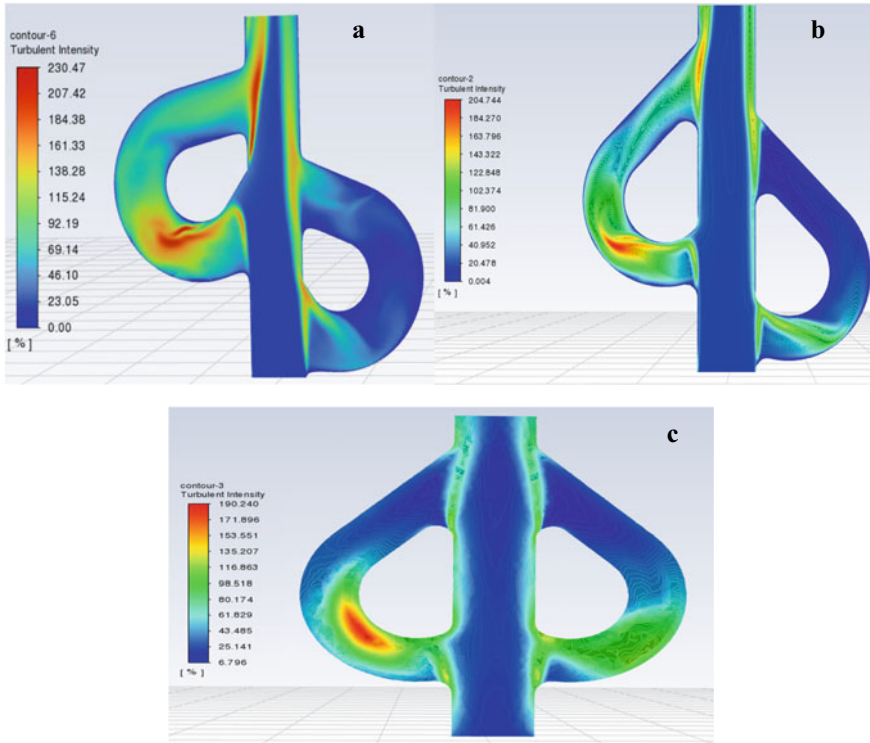 a
contour-6
Turbulent Intensity
230.47
207.42
184.38
161.33
138.28
115.24
92.19
69.14
46.10
23.05
0.00
[ % ]
b
contour-2
Turbulent Intensity
204.744
184.270
163.796
143.322
122.848
102.374
81.900
61.426
40.952
20.478
0.004
[ % ]
c
contour-3
Turbulent Intensity
190.240
171.896
153.551
135.207
116.863
98.518
80.174
61.829
43.485
25.141
6.796
[ % ]